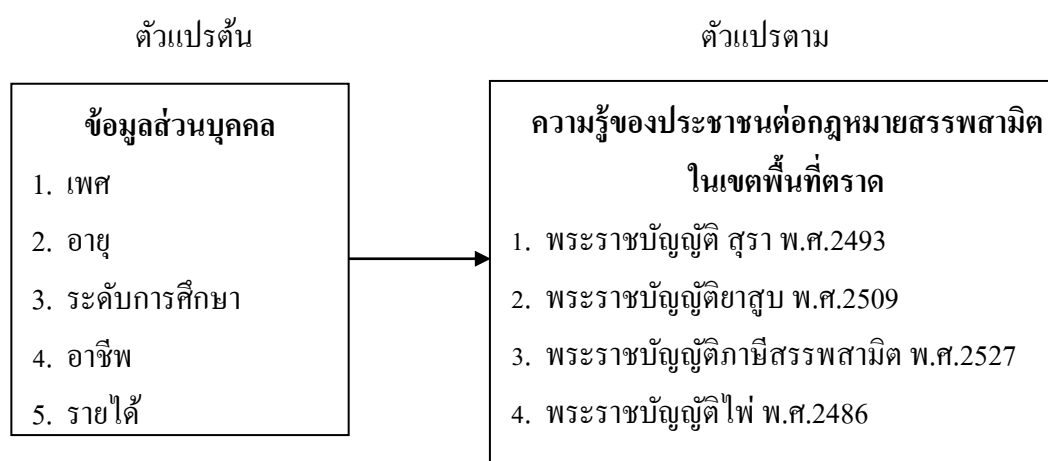 ตัวแปรต้น
ตัวแปรตาม
ข้อมูลส่วนบุคคล
1. เพศ
2. อายุ
3. ระดับการศึกษา
4. อาชีพ
5. รายได้
ความรู้ของประชาชนต่อกฎหมายสรรพสามิต
ในเขตพื้นที่ตราด
1. พระราชบัญญัติ สุรา พ.ศ.2493
2. พระราชบัญญัติยาสูบ พ.ศ.2509
3. พระราชบัญญัติภาษีสรรพสามิต พ.ศ.2527
4. พระราชบัญญัติไพ่ พ.ศ.2486